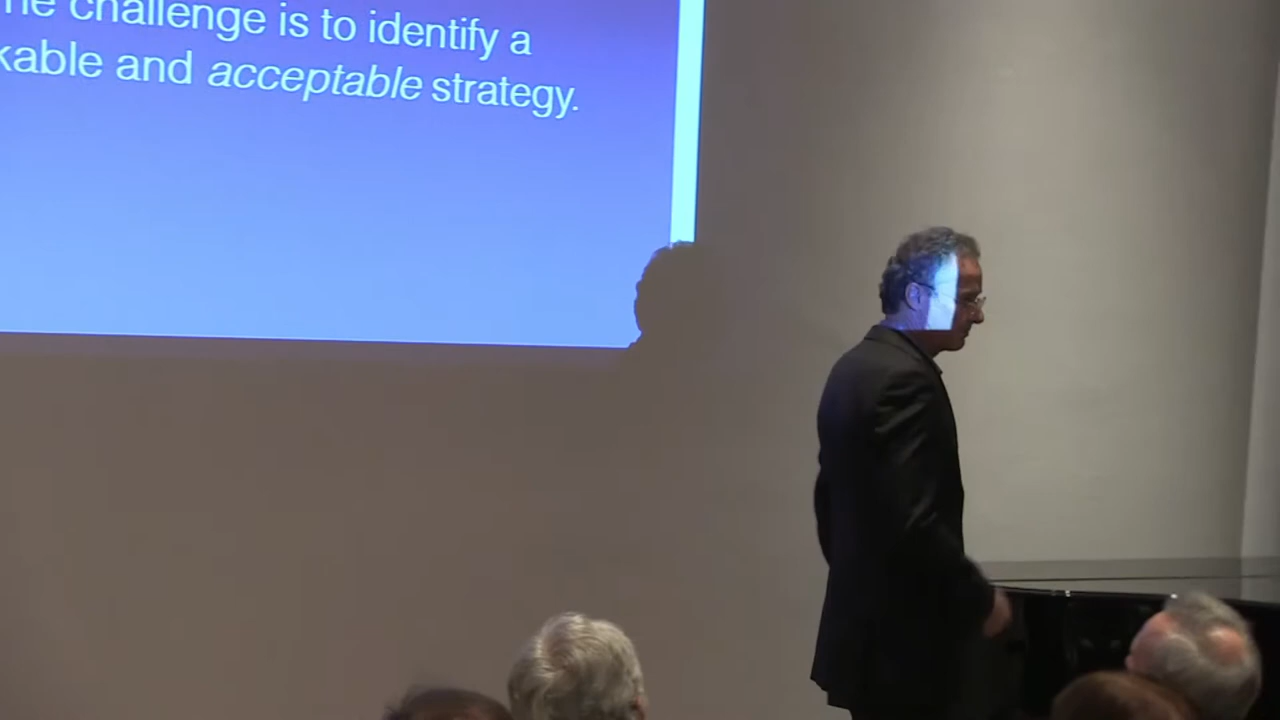 challenge is to identify a
and acceptable strategy.